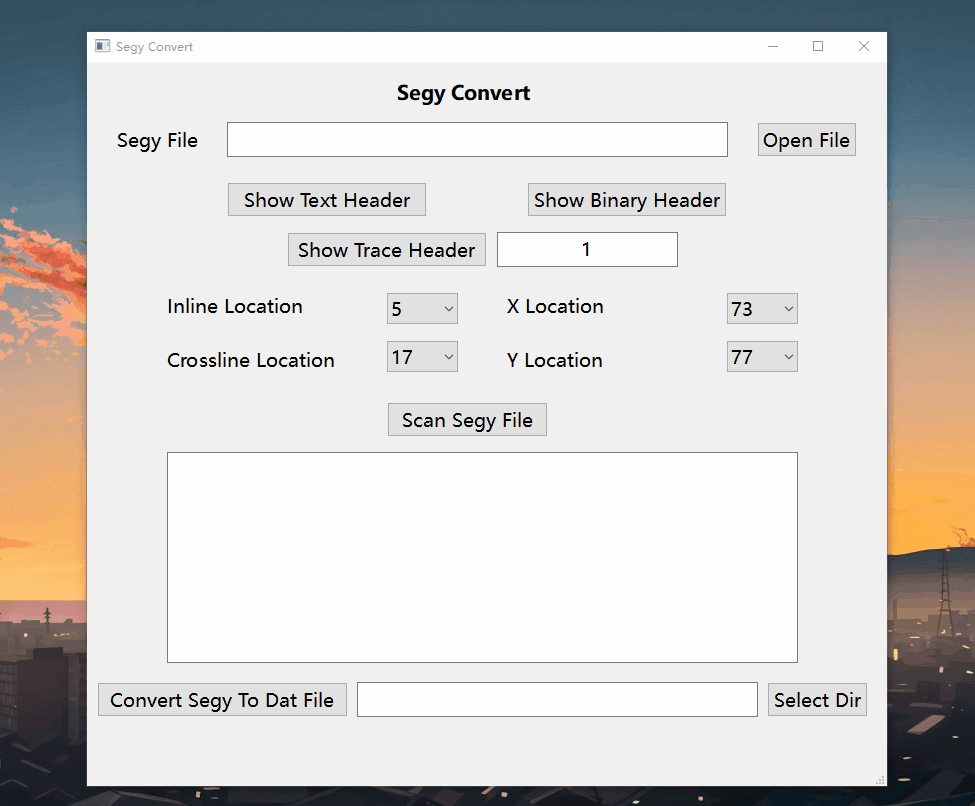 Segy Convert
Segy Convert
Segy File
Open File
Show Text Header
Show Binary Header
Show Trace Header
1
Inline Location
5
X Location
73
Crossline Location
17
Y Location
77
Scan Segy File
Convert Segy To Dat File
Select Dir